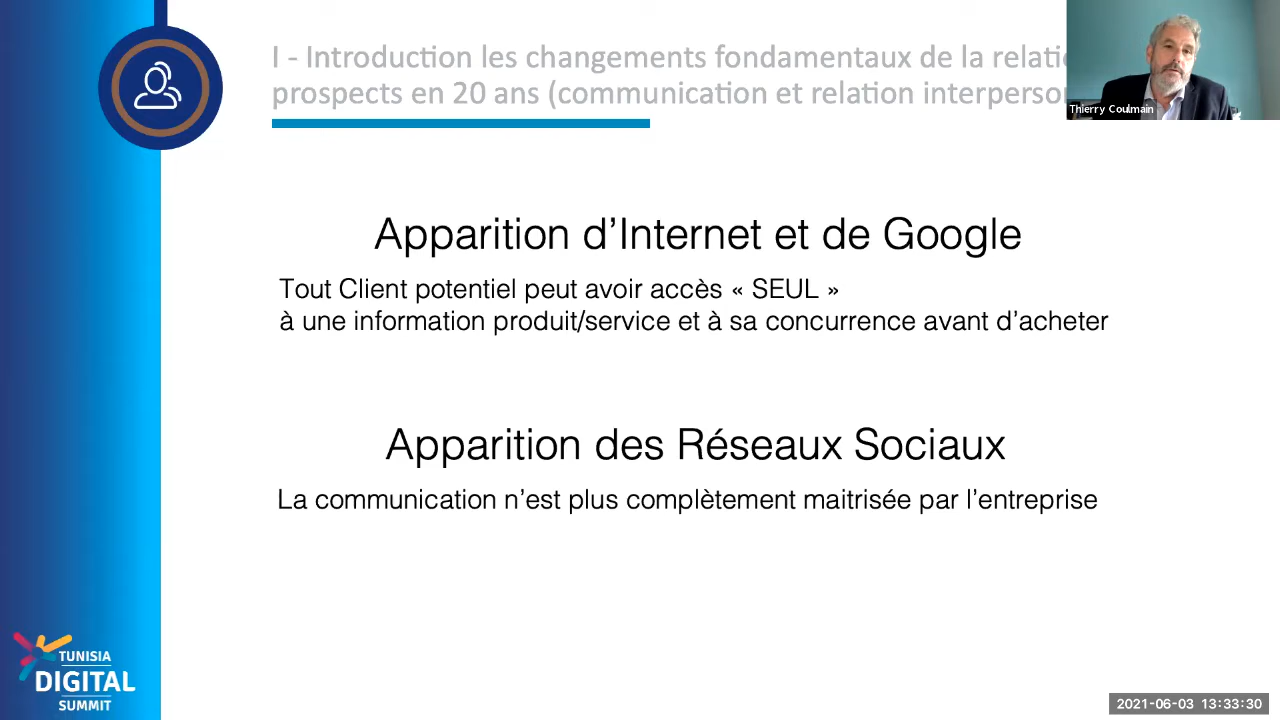 I - Introduction les changements fondamentaux de la
prospects en 20 ans (communication et relation
Thierry Coulmain
Apparition d’Internet et de Google
Tout Client potentiel peut avoir accès « SEUL »
à une information produit/service et à sa concurrence avant d’acheter
Apparition des Réseaux Sociaux
La communication n’est plus complètement maitrisée par l’entreprise
TUNISIA
DIGITAL
SUMMIT
2021-06-03 13:33:30